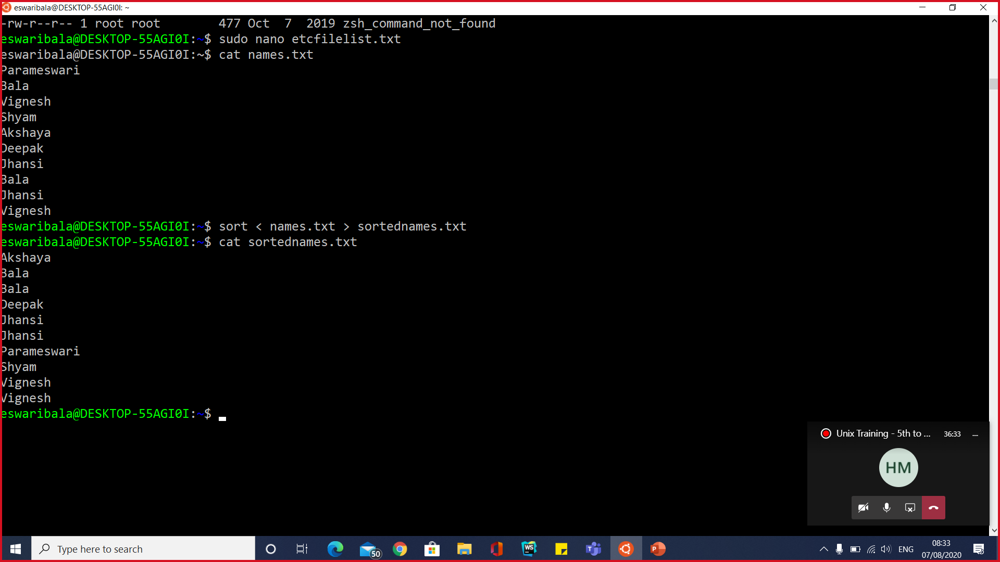 eswaribala@DESKTOP-55AGI0I: ~
-rw-r--r-- 1 root root        477 Oct  7  2019 zsh_command_not_found
eswaribala@DESKTOP-55AGI0I:~$ sudo nano etcfilelist.txt
eswaribala@DESKTOP-55AGI0I:~$ cat names.txt
Parameswari
Bala
Vignesh
Shyam
Akshaya
Deepak
Jhansi
Bala
Jhansi
Vignesh
eswaribala@DESKTOP-55AGI0I:~$ sort < names.txt > sortednames.txt
eswaribala@DESKTOP-55AGI0I:~$ cat sortednames.txt
Akshaya
Bala
Bala
Deepak
Jhansi
Jhansi
Parameswari
Shyam
Vignesh
Vignesh
eswaribala@DESKTOP-55AGI0I:~$
Unix Training - 5th to ... 36:33
HM
Type here to search
50
WS
T
P
ENG
08:33
07/08/2020